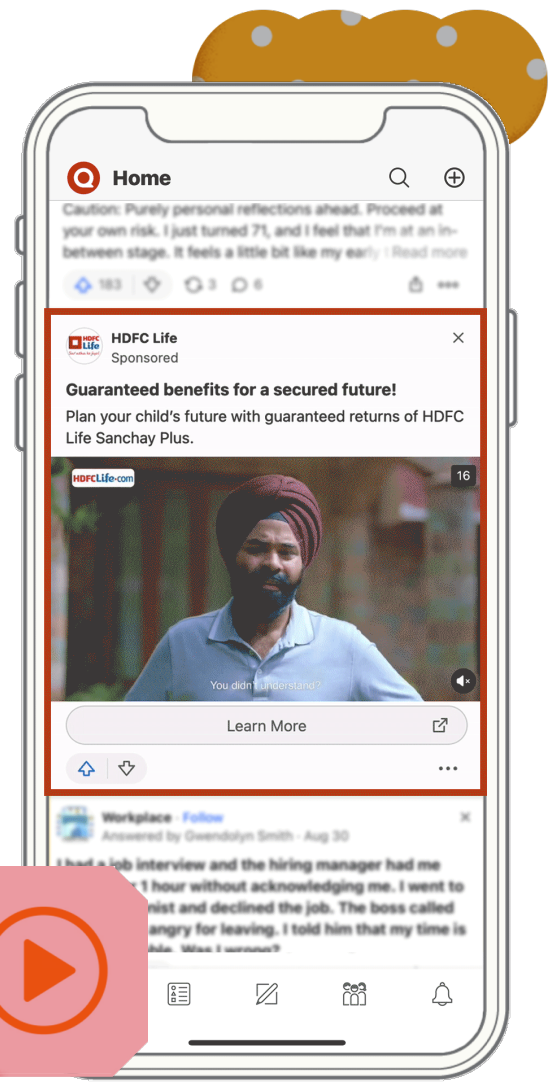 Home
Caution: Purely personal reflections ahead. Proceed at
your own risk. I just turned 71, and I feel that I'm at an in-
between stage. It feels a little bit like my early Read more
183 3 6
HDFC Life
HDFC Life
Sponsored
Guaranteed benefits for a secured future!
Plan your child's future with guaranteed returns of HDFC
Life Sanchay Plus.
HDFCLife.com
16
You didn't understand?
Learn More
Workplace · Follow
Answered by Gwendolyn Smith · Aug 30
I had a job interview and the hiring manager had me
1 hour without acknowledging me. I went to
and declined the job. The boss called
angry for leaving. I told him that my time is
Was I wrong?